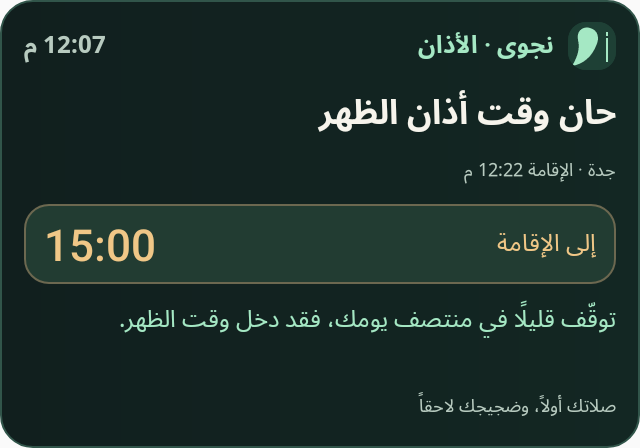 نجوى · الأذان
12:07 م
حان وقت أذان الظهر
جدة · الإقامة 12:22 م
إلى الإقامة
15:00
توقّف قليلًا في منتصف يومك، فقد دخل وقت الظهر.
صلاتك أولاً، وضجيجك لاحقاً